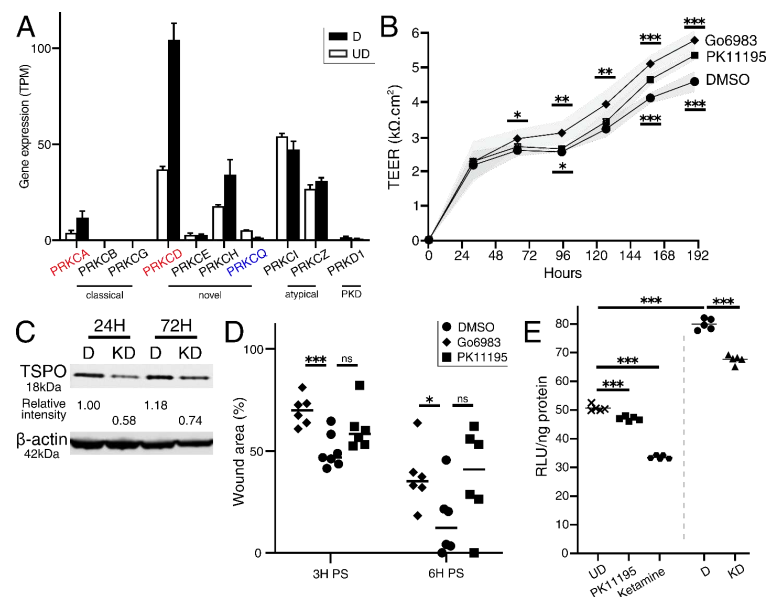 A
D
UD
Gene expression (TPM)
100
50
0
PRKCA
PRKCB
PRKCG
PRKCD
PRKCE
PRKCH
PRKCQ
PRKCI
PRKCZ
PRKD1
classical
novel
atypical
PKD
B
TEER (kΩ.cm²)
6
5
4
3
2
1
0
0 24 48 72 96 120 144 168 192
Hours
*
**
**
***
***
*
***
***
Go6983
PK11195
DMSO
C
24H 72H
D KD D KD
TSPO
18kDa
Relative
intensity
1.00 0.58 1.18 0.74
β-actin
42kDa
D
DMSO
Go6983
PK11195
Wound area (%)
100
50
0
*** ns
* ns
3H PS
6H PS
E
RLU/ng protein
80
70
60
50
40
30
20
10
0
*** ***
***
***
UD
PK11195
Ketamine
D
KD